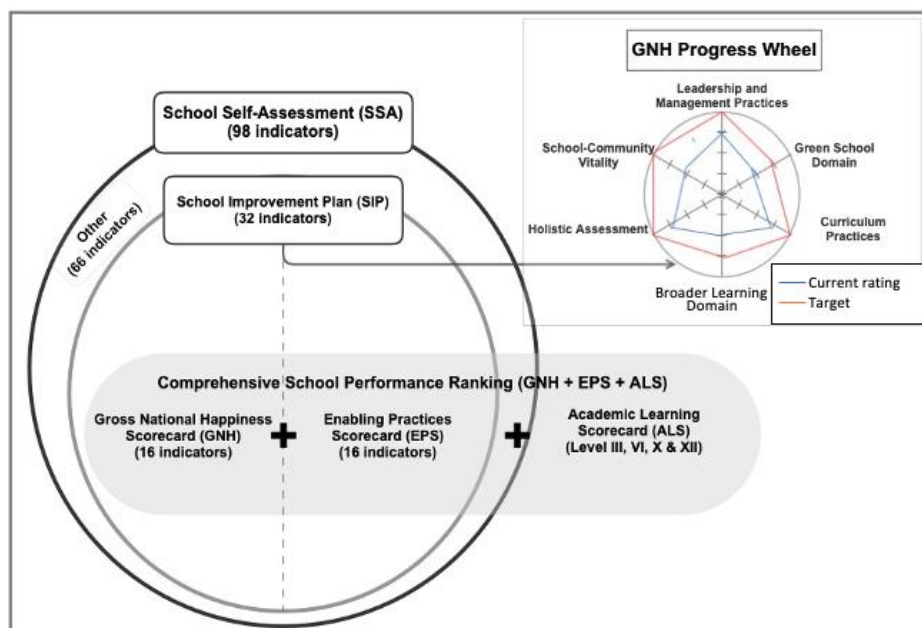 GNH Progress Wheel
Leadership and
Management Practices
School-Community
Vitality
Green School
Domain
Holistic Assessment
Curriculum
Practices
Broader Learning
Domain
Current rating
Target
School Self-Assessment (SSA)
(98 indicators)
Other
(66 indicators)
School Improvement Plan (SIP)
(32 indicators)
Comprehensive School Performance Ranking (GNH + EPS + ALS)
Gross National Happiness
Scorecard (GNH)
(16 indicators)
+
Enabling Practices
Scorecard (EPS)
(16 indicators)
+
Academic Learning
Scorecard (ALS)
(Level III, VI, X & XII)